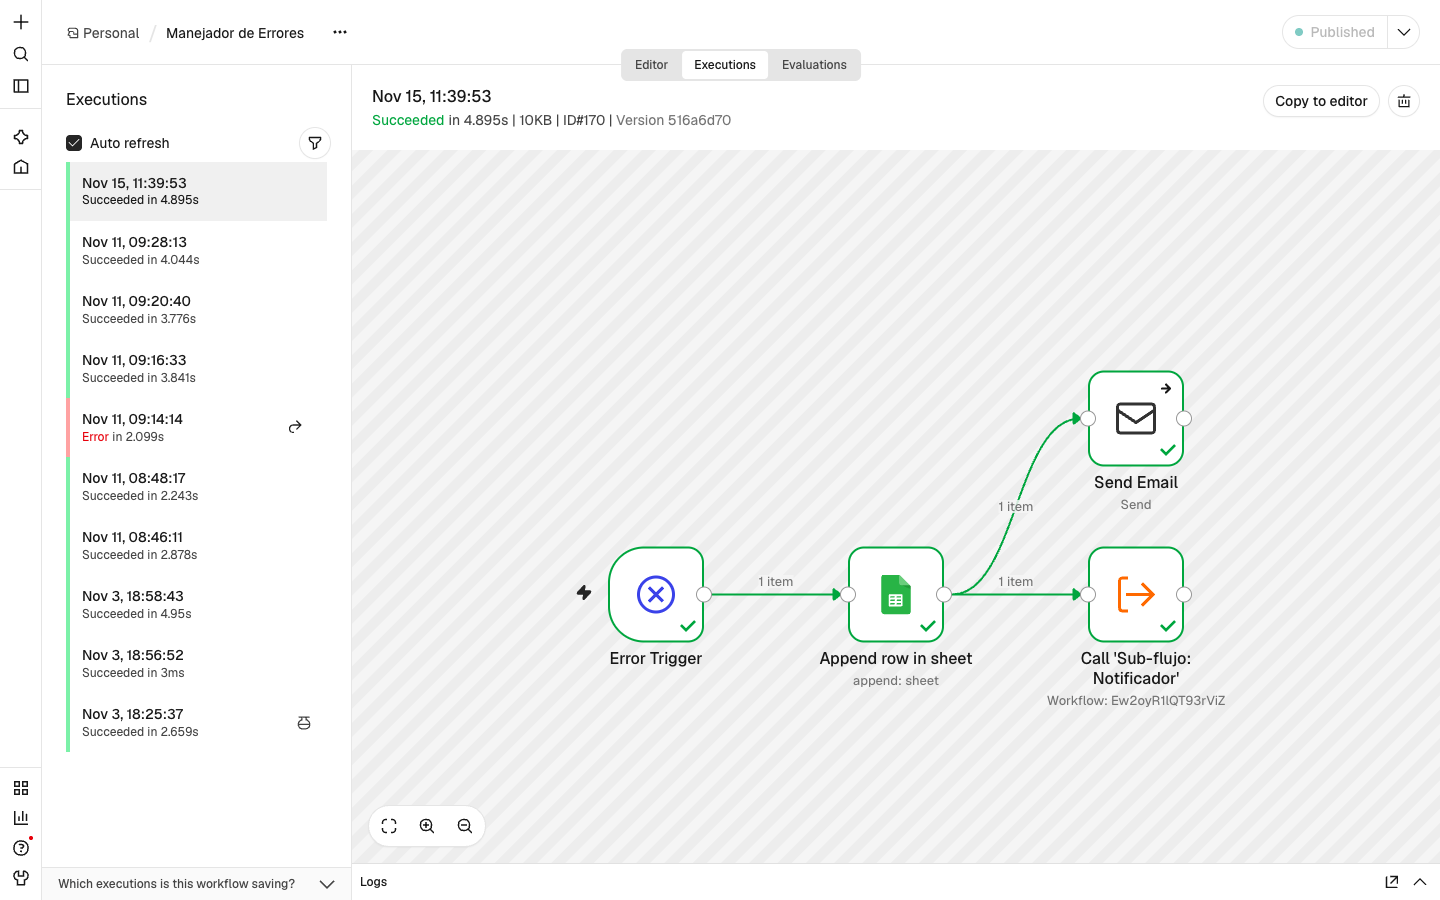 Personal / Manejador de Errores
Published
Editor
Executions
Evaluations
Executions
Auto refresh
Nov 15, 11:39:53
Succeeded in 4.895s
Nov 11, 09:28:13
Succeeded in 4.044s
Nov 11, 09:20:40
Succeeded in 3.776s
Nov 11, 09:16:33
Succeeded in 3.841s
Nov 11, 09:14:14
Error in 2.099s
Nov 11, 08:48:17
Succeeded in 2.243s
Nov 11, 08:46:11
Succeeded in 2.878s
Nov 3, 18:58:43
Succeeded in 4.95s
Nov 3, 18:56:52
Succeeded in 3ms
Nov 3, 18:25:37
Succeeded in 2.659s
Which executions is this workflow saving?
Nov 15, 11:39:53
Succeeded in 4.895s | 10KB | ID#170 | Version 516a6d70
Copy to editor
Send Email
Send
1 item
1 item
1 item
Error Trigger
Append row in sheet
append: sheet
Call 'Sub-flujo:
Notificador'
Workflow: Ew2oyR1lQT93rViZ
Logs